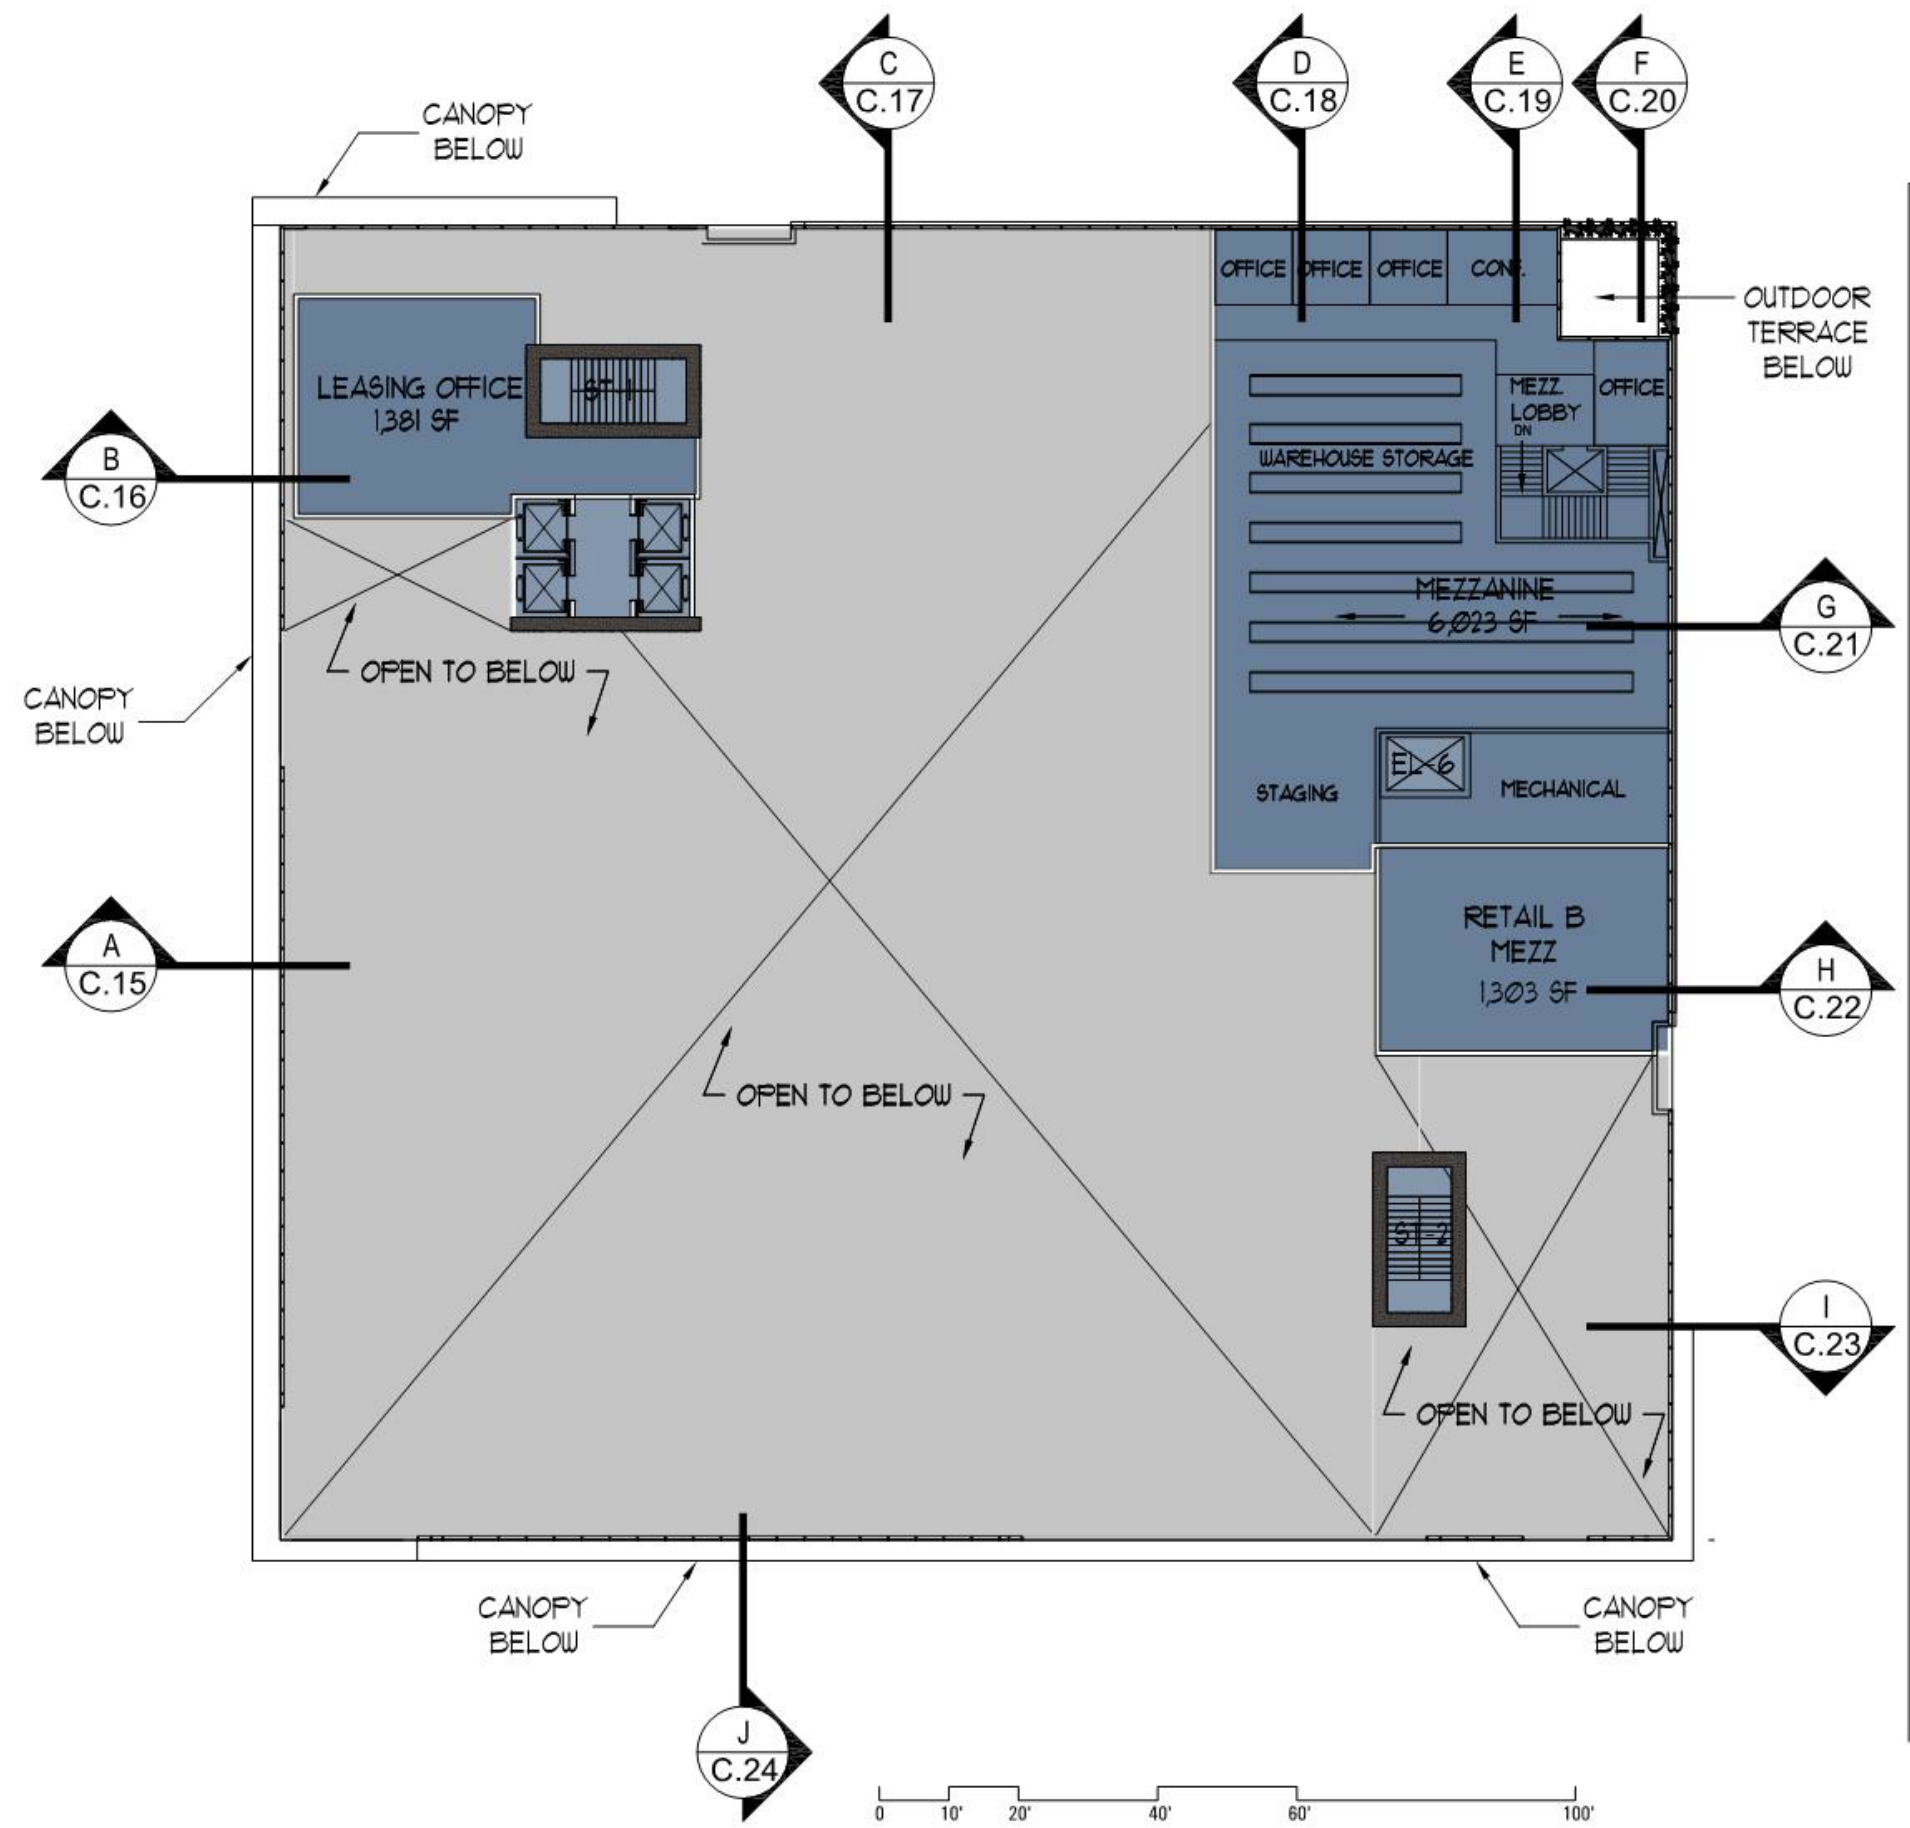 C
C.17
D
C.18
E
C.19
F
C.20
CANOPY
BELOW
OFFICE
OFFICE
OFFICE
CONF.
OUTDOOR
TERRACE
BELOW
LEASING OFFICE
1,381 SF
ST-1
MEZZ.
LOBBY
DN
OFFICE
B
C.16
WAREHOUSE STORAGE
MEZZANINE
6,023 SF
G
C.21
OPEN TO BELOW
CANOPY
BELOW
EL-6
STAGING
MECHANICAL
A
C.15
RETAIL B
MEZZ
1,303 SF
H
C.22
OPEN TO BELOW
ST-2
I
C.23
OPEN TO BELOW
CANOPY
BELOW
CANOPY
BELOW
J
C.24
0 10' 20' 40' 60' 100'